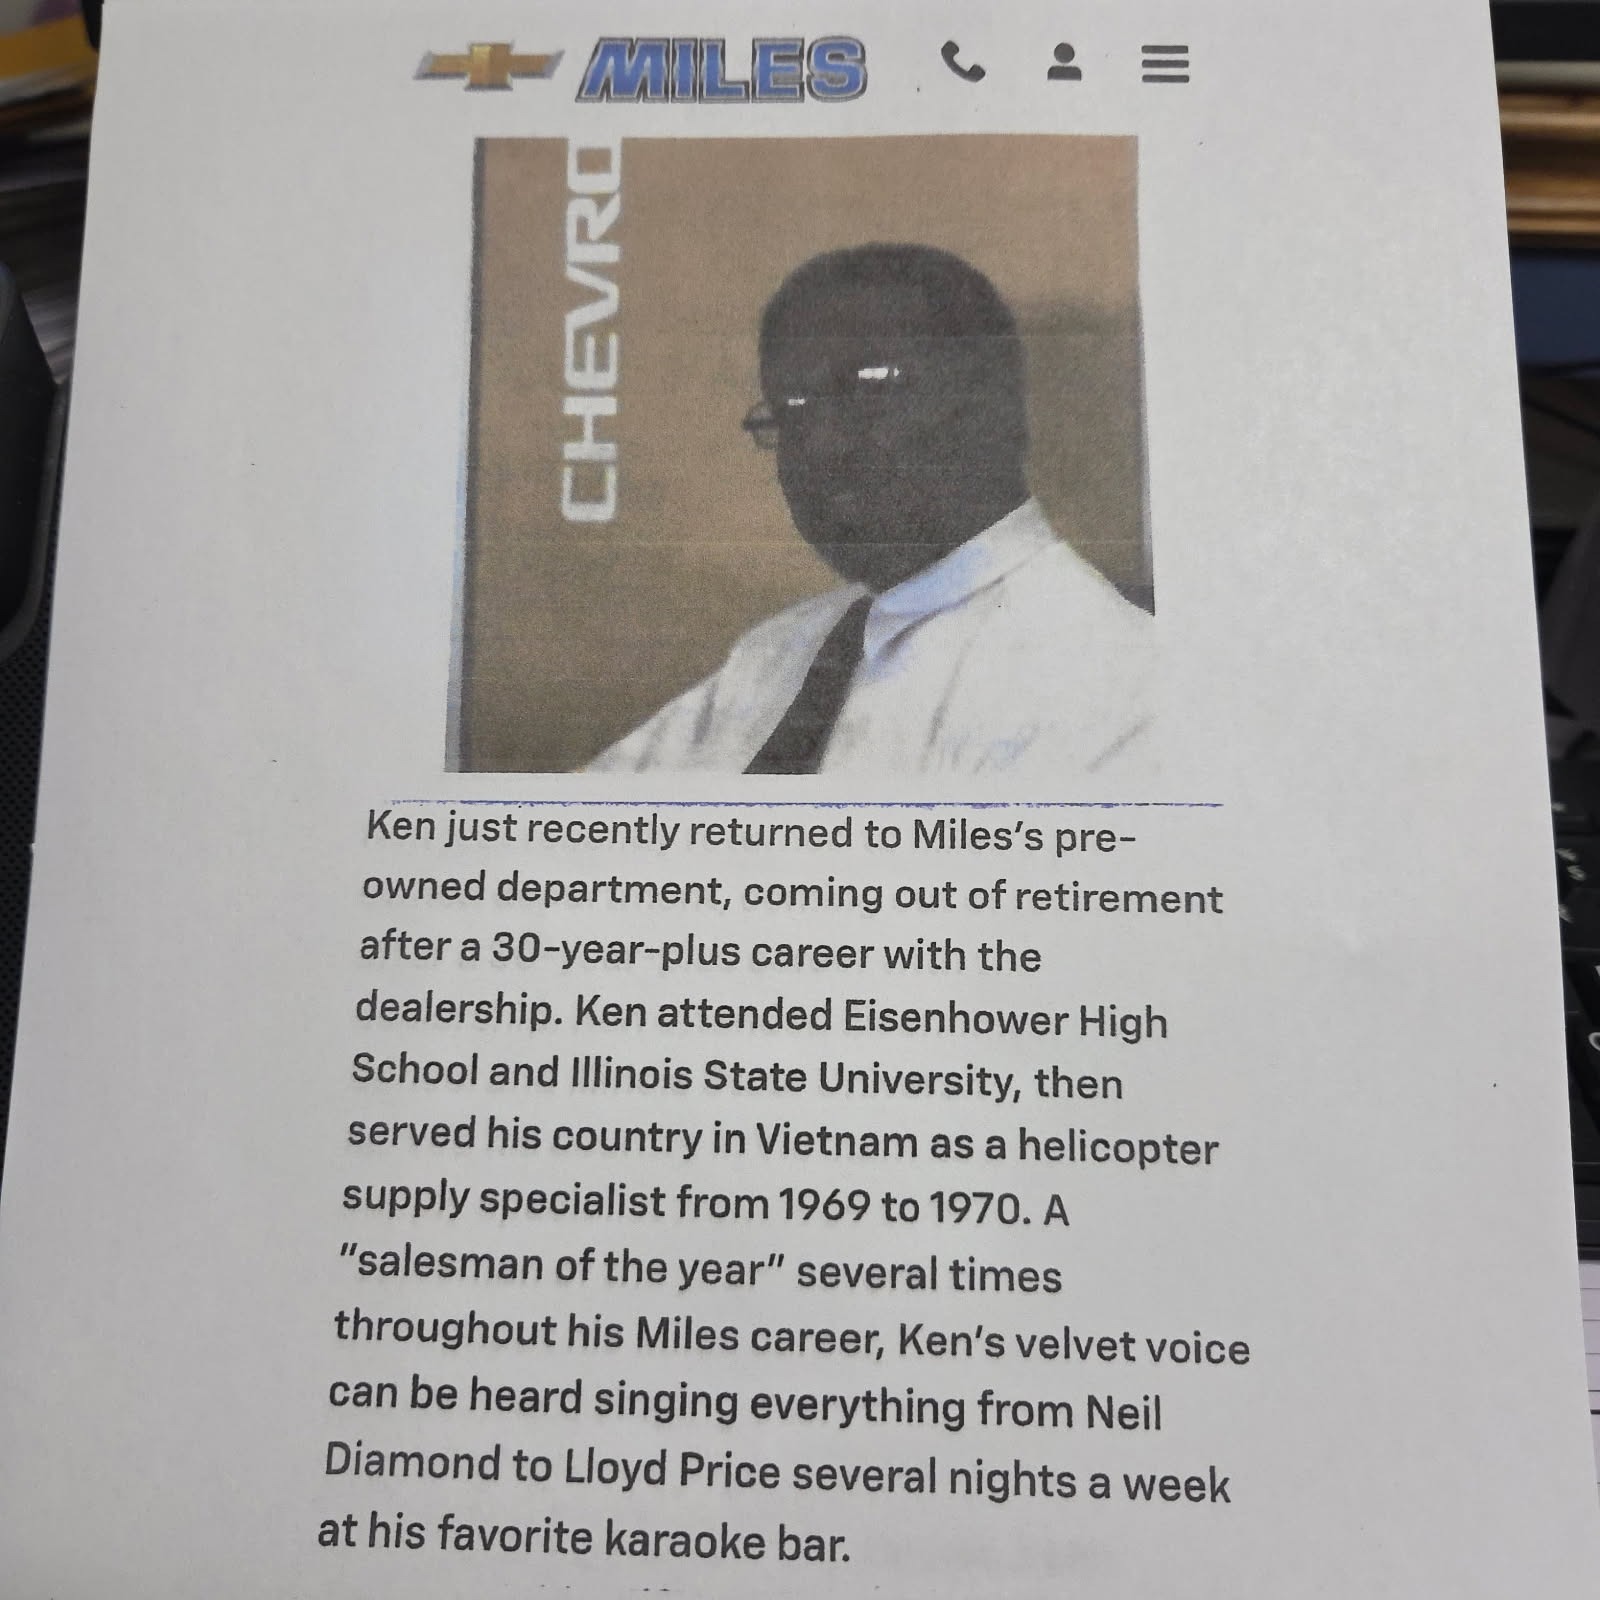 MILES
CHEVRO
Ken just recently returned to Miles's pre-
owned department, coming out of retirement
after a 30-year-plus career with the
dealership. Ken attended Eisenhower High
School and Illinois State University, then
served his country in Vietnam as a helicopter
supply specialist from 1969 to 1970. A
"salesman of the year" several times
throughout his Miles career, Ken's velvet voice
can be heard singing everything from Neil
Diamond to Lloyd Price several nights a week
at his favorite karaoke bar.